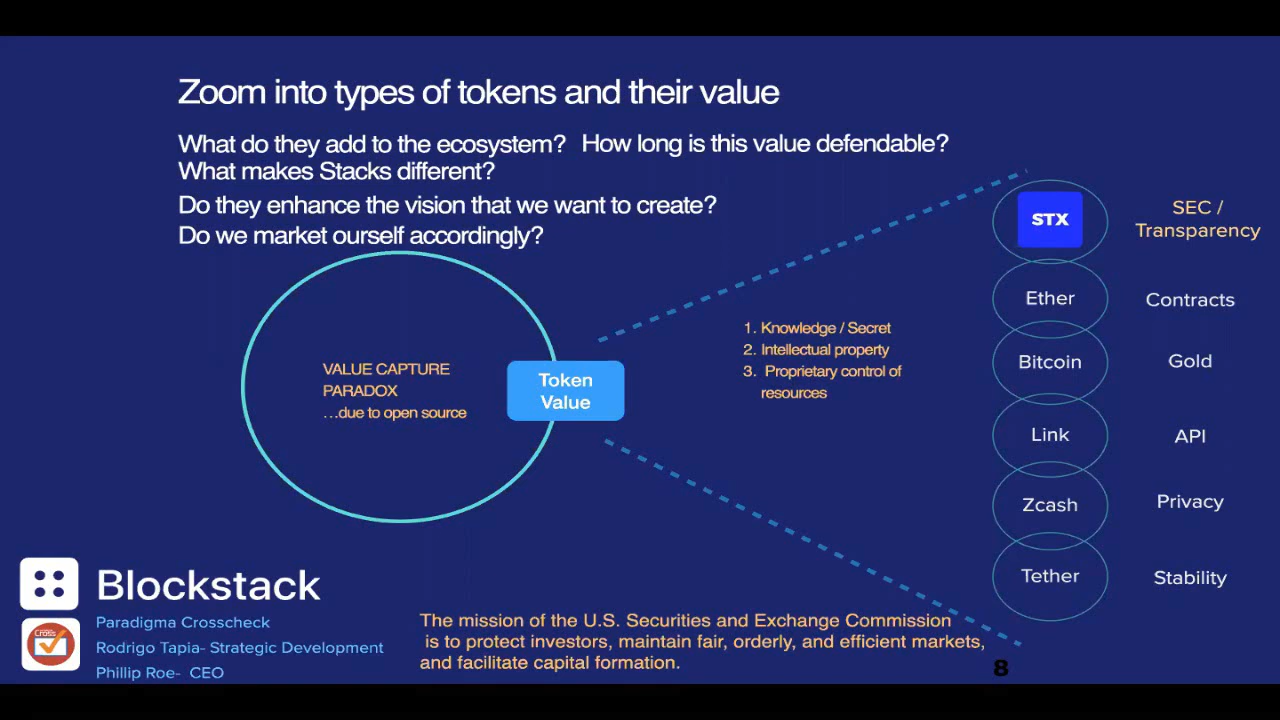 Zoom into types of tokens and their value
What do they add to the ecosystem? How long is this value defendable?
What makes Stacks different?
Do they enhance the vision that we want to create?
Do we market ourself accordingly?
VALUE CAPTURE
PARADOX
...due to open source
Token
Value
1. Knowledge / Secret
2. Intellectual property
3. Proprietary control of
resources
STX
SEC /
Transparency
Ether
Contracts
Bitcoin
Gold
Link
API
Zcash
Privacy
Tether
Stability
Blockstack
Paradigma Crosscheck
Rodrigo Tapia- Strategic Development
Phillip Roe- CEO
Cross
The mission of the U.S. Securities and Exchange Commission
is to protect investors, maintain fair, orderly, and efficient markets,
and facilitate capital formation.
8